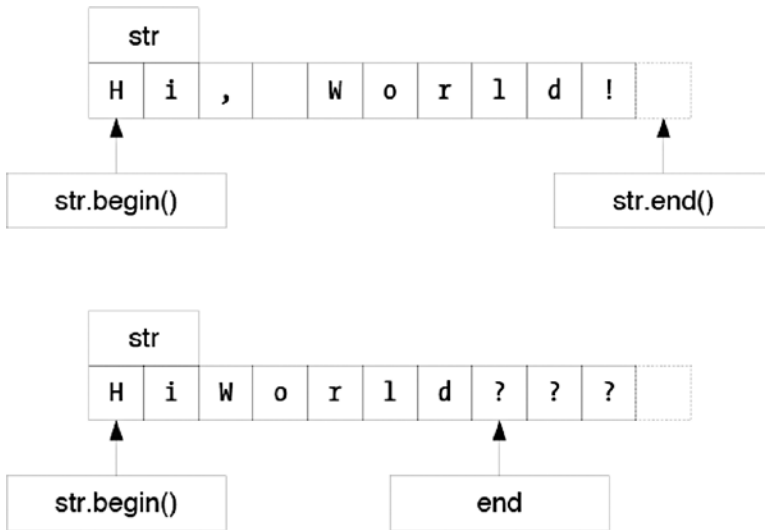 str
H i ,   W o r l d !
str.begin() str.end()
str
H i W o r l d ? ? ?
str.begin() end